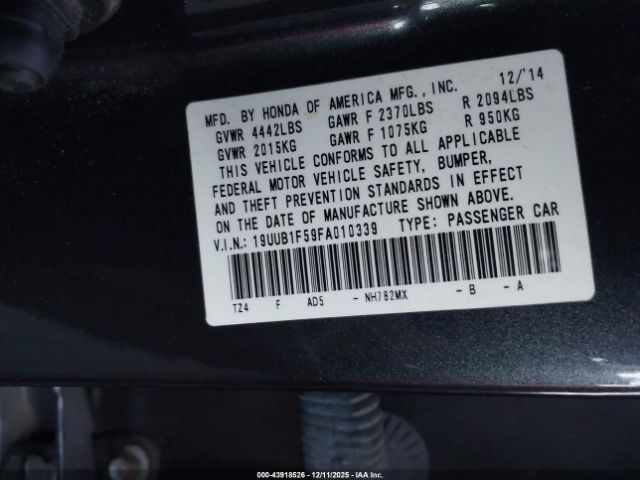 MFD. BY HONDA OF AMERICA MFG., INC. 12/'14
GVWR 4442LBS GAWR F 2370LBS R 2094LBS
GVWR 2015KG GAWR F 1075KG R 950KG
THIS VEHICLE CONFORMS TO ALL APPLICABLE
FEDERAL MOTOR VEHICLE SAFETY, BUMPER,
AND THEFT PREVENTION STANDARDS IN EFFECT
ON THE DATE OF MANUFACTURE SHOWN ABOVE.
V.I.N.: 19UUB1F59FA010339 TYPE: PASSENGER CAR
TZ4 F AD5 - NH782MX - B - A
000-43918526 - 12/11/2025 - IAA Inc.